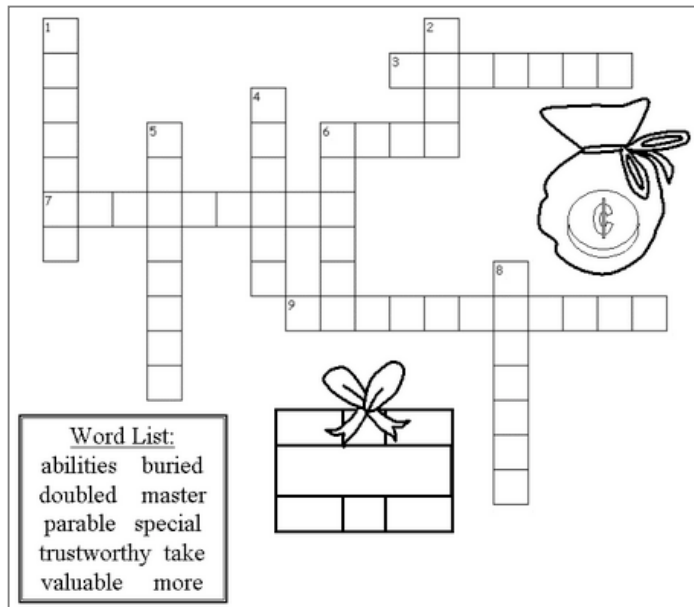 1
2
3
4
5
6
7
8
9
¢
Word List:
abilities buried
doubled master
parable special
trustworthy take
valuable more